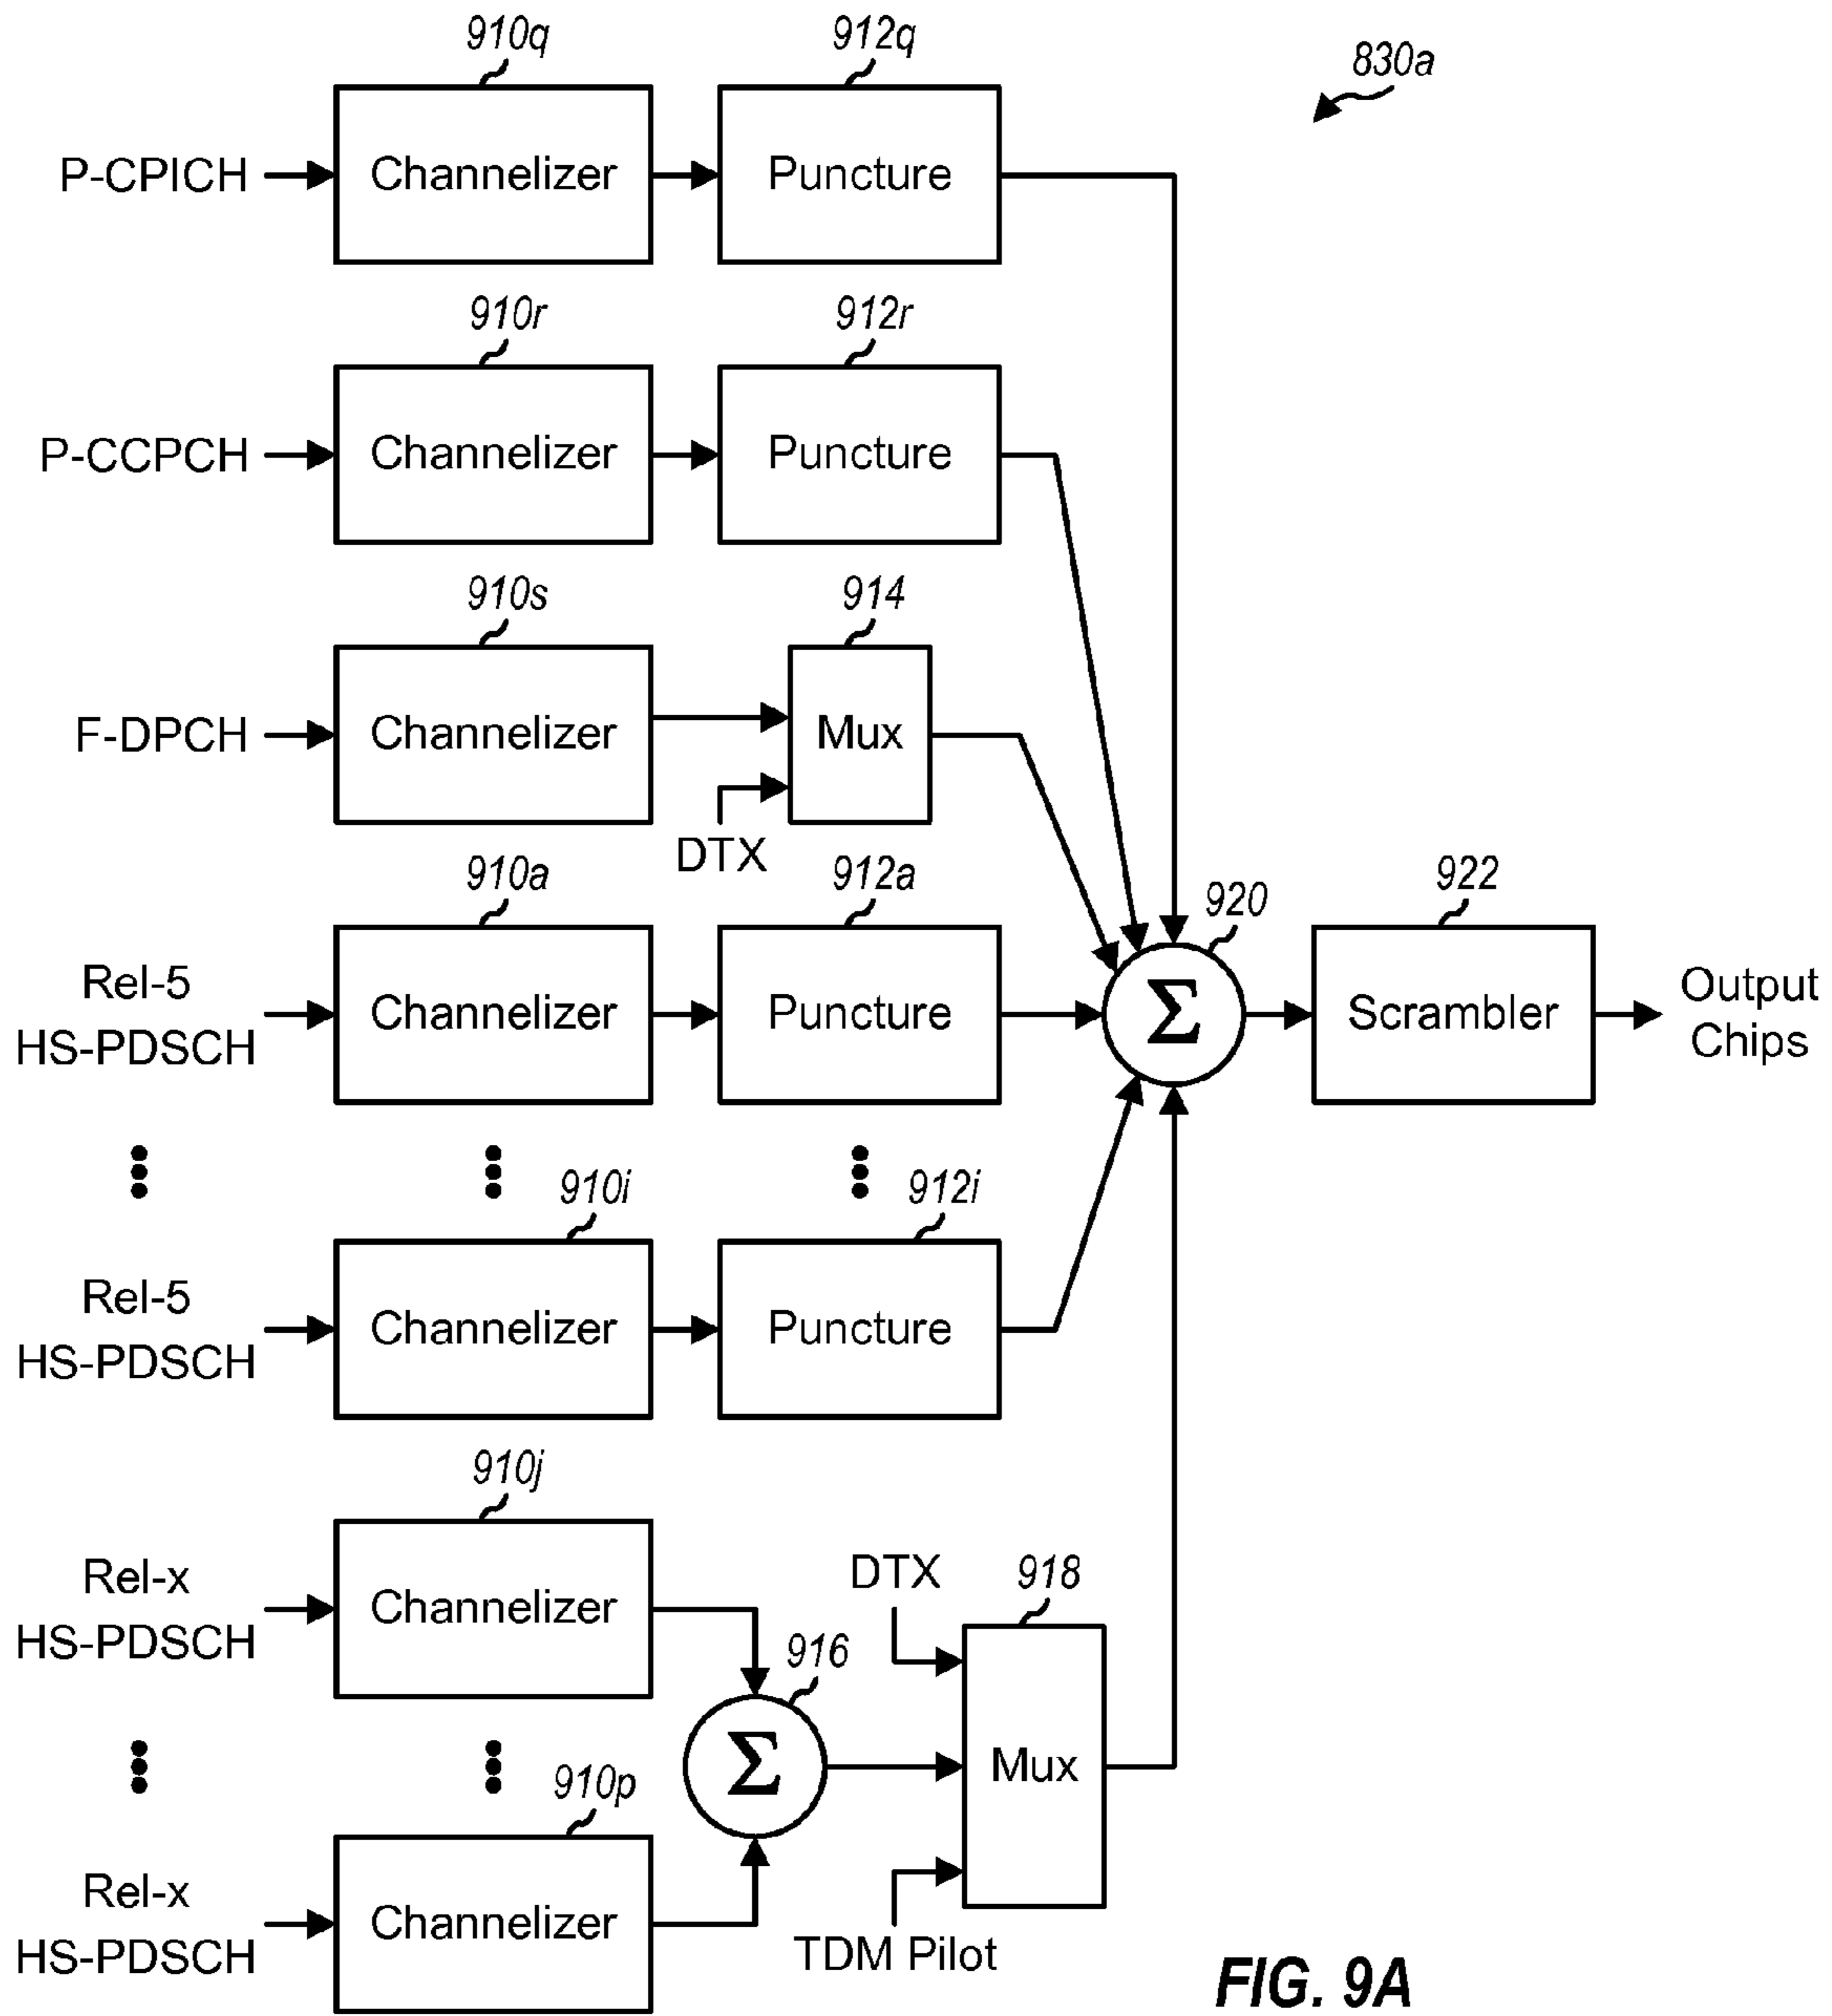 910q
912q
830a
P-CPICH
Channelizer
Puncture
910r
912r
P-CCPCH
Channelizer
Puncture
910s
914
F-DPCH
Channelizer
Mux
DTX
910a
912a
920
922
Rel-5
HS-PDSCH
Channelizer
Puncture
Σ
Scrambler
Output
Chips
910i
912i
Rel-5
HS-PDSCH
Channelizer
Puncture
910j
Rel-x
HS-PDSCH
Channelizer
DTX
918
916
Σ
Mux
910p
Rel-x
HS-PDSCH
Channelizer
TDM Pilot
FIG. 9A